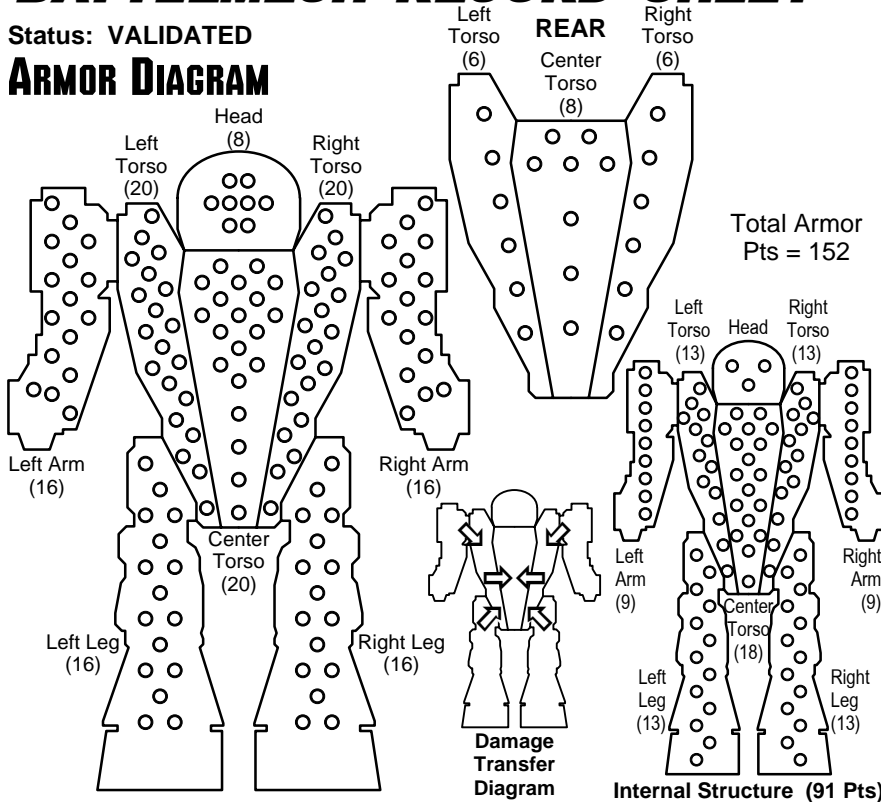 BATTLEMECH RECORD SHEET
Status: VALIDATED
ARMOR DIAGRAM
Head
(8)
Left
Torso
(20)
Right
Torso
(20)
Left Arm
(16)
Right Arm
(16)
Center
Torso
(20)
Left Leg
(16)
Right Leg
(16)
REAR
Left
Torso
(6)
Center
Torso
(8)
Right
Torso
(6)
Total Armor
Pts = 152
Left
Torso
(13)
Head
Right
Torso
(13)
Left
Arm
(9)
Right
Arm
(9)
Center
Torso
(18)
Left
Leg
(13)
Right
Leg
(13)
Damage
Transfer
Diagram
Internal Structure (91 Pts)